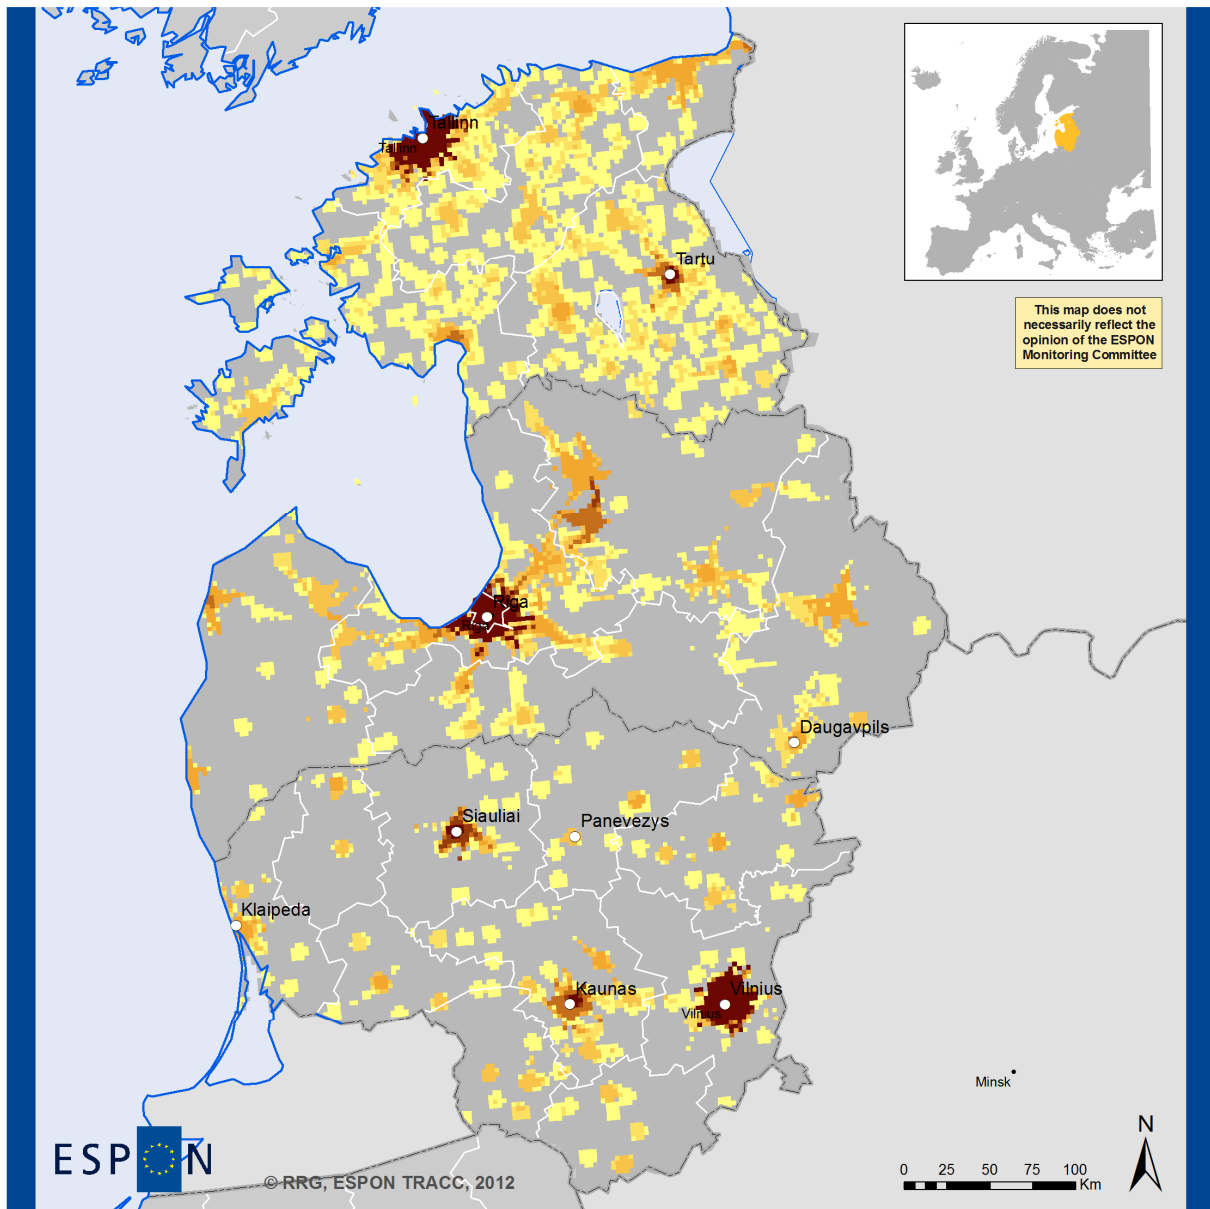 Tallinn
Tallinn
Tartu
This map does not
necessarily reflect the
opinion of the ESPON
Monitoring Committee
Riga
Riga
Daugavpils
Siauliai
Panevezys
Klaipeda
Kaunas
Vilnius
Vilnius
Minsk
N
ESPON
© RRG, ESPON TRACC, 2012
0 25 50 75 100
Km